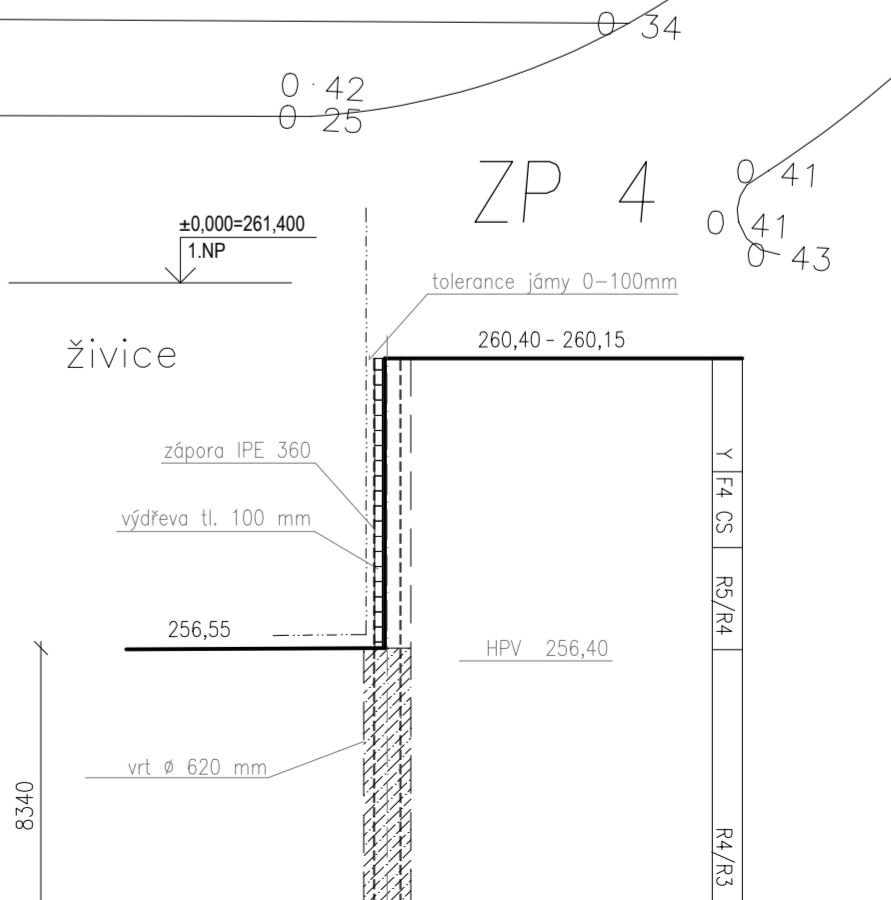 0 34
0 42
0 25
ZP 4
0 41
0 41
0 43
±0,000=261,400
1.NP
tolerance jámy 0-100mm
260,40 - 260,15
živice
zápora IPE 360
Y
F4 CS
výdřeva tl. 100 mm
R5/R4
256,55
HPV 256,40
vrt ø 620 mm
8340
R4/R3